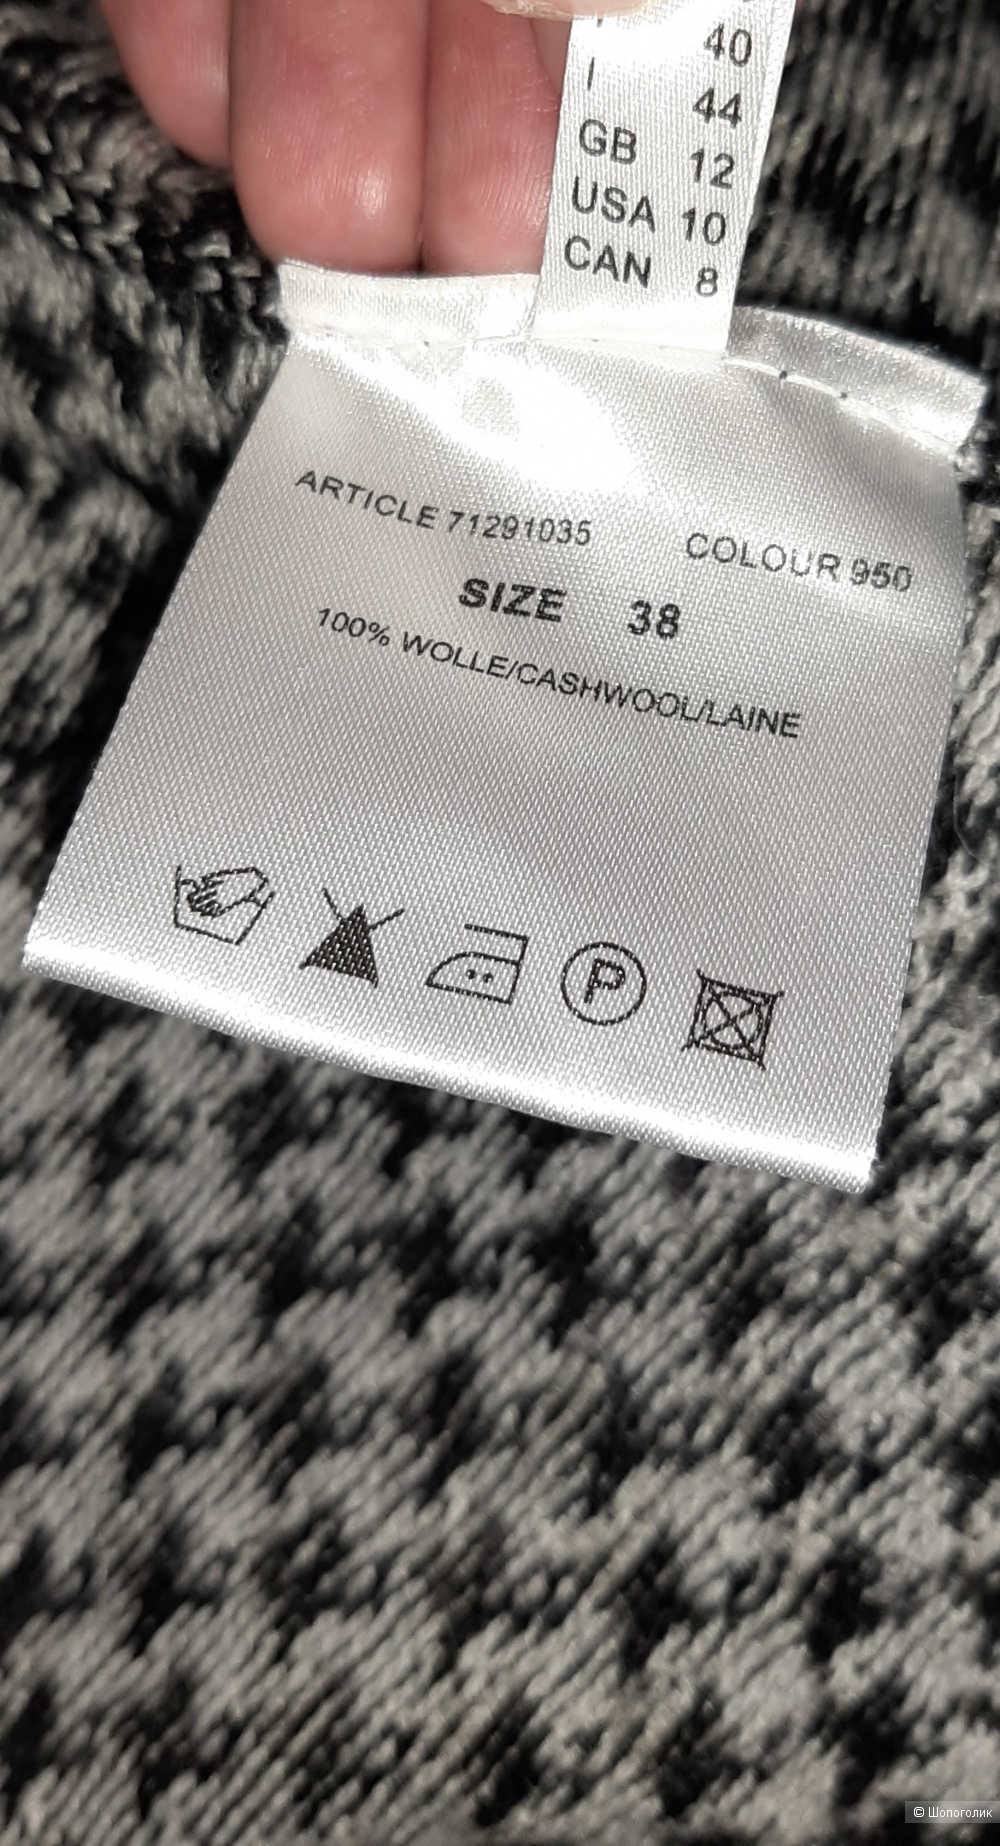 40
I 44
GB 12
USA 10
CAN 8
ARTICLE 71291035 COLOUR 950
SIZE 38
100% WOLLE/CASHWOOL/LAINE
P
© Шопоголик